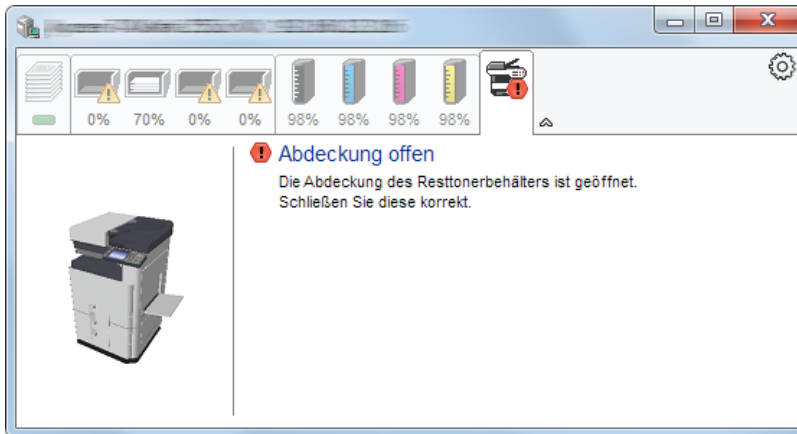 0%
70%
0%
0%
98%
98%
98%
98%
Abdeckung offen
Die Abdeckung des Resttonerbehälters ist geöffnet.
Schließen Sie diese korrekt.